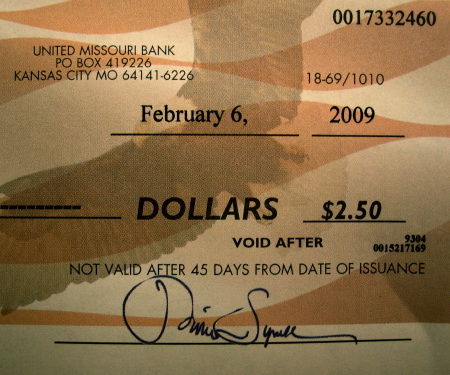 0017332460
UNITED MISSOURI BANK
PO BOX 419226
KANSAS CITY MO 64141-6226
18-69/1010
February 6, 2009
DOLLARS $2.50
VOID AFTER
9304
0015217169
NOT VALID AFTER 45 DAYS FROM DATE OF ISSUANCE